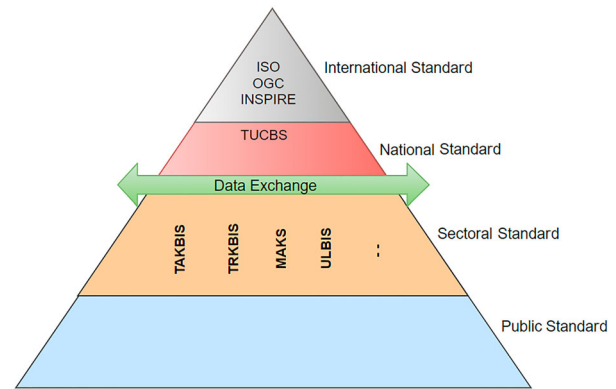 ISO
OGC
INSPIRE
International Standard
TUCBS
National Standard
Data Exchange
TAKBIS
TRKBIS
MAKS
ULBIS
--
Sectoral Standard
Public Standard